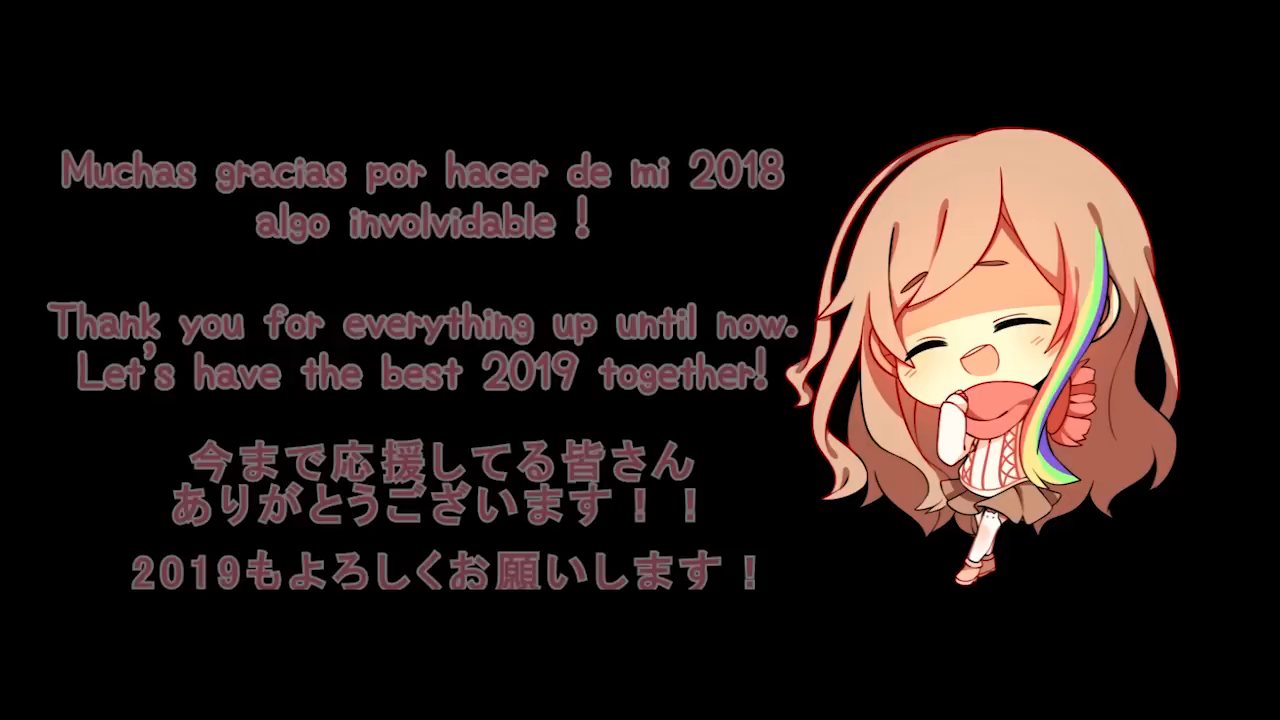 Muchas gracias por hacer de mi 2018
algo involvidable !
Thank you for everything up until now.
Let's have the best 2019 together!
今まで応援してる皆さん
ありがとうございます！！
2019もよろしくお願いします！